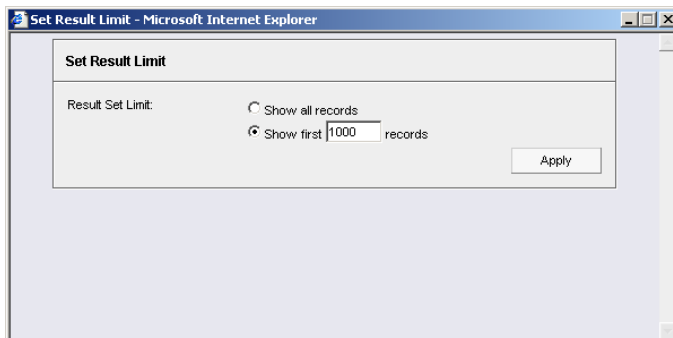 Set Result Limit - Microsoft Internet Explorer
Set Result Limit
Result Set Limit:
Show all records
Show first 1000 records
Apply